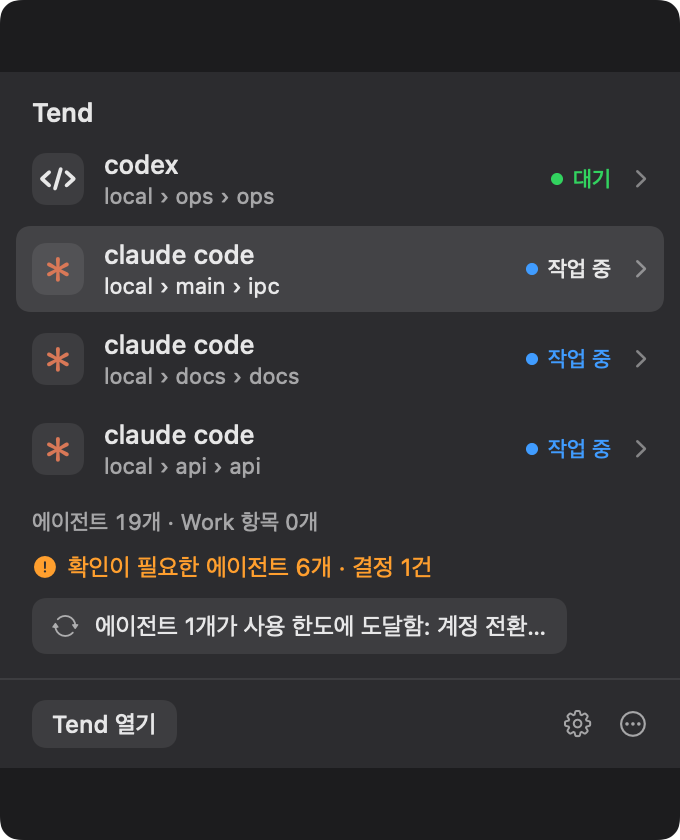 Tend
codex
대기
local › ops › ops
claude code
작업 중
local › main › ipc
claude code
작업 중
local › docs › docs
claude code
작업 중
local › api › api
에이전트 19개 · Work 항목 0개
확인이 필요한 에이전트 6개 · 결정 1건
에이전트 1개가 사용 한도에 도달함: 계정 전환...
Tend 열기